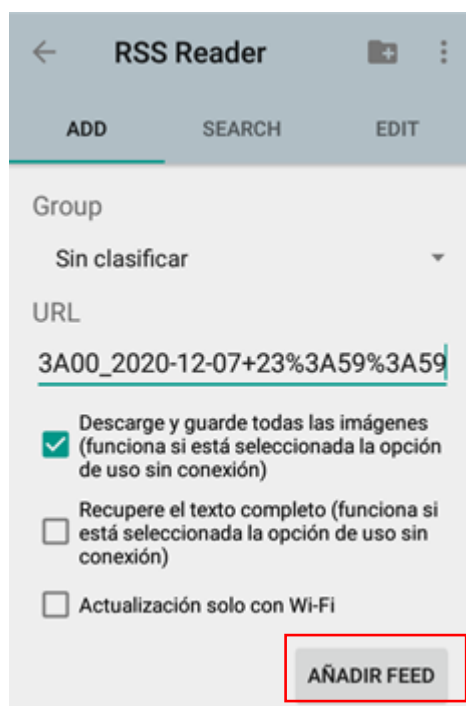 RSS Reader
ADD SEARCH EDIT
Group
Sin clasificar
URL
3A00_2020-12-07+23%3A59%3A59
Descarge y guarde todas las imágenes
(funciona si está seleccionada la opción
de uso sin conexión)
Recupere el texto completo (funciona si
está seleccionada la opción de uso sin
conexión)
Actualización solo con Wi-Fi
AÑADIR FEED